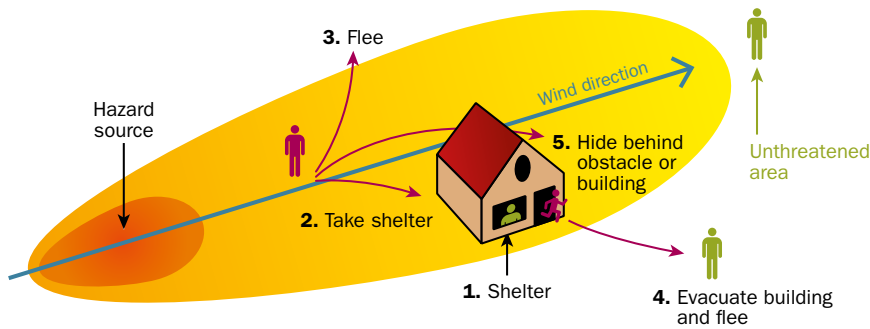 3. Flee
Hazard
source
Wind direction
5. Hide behind
obstacle or
building
Unthreatened
area
2. Take shelter
1. Shelter
4. Evacuate building
and flee